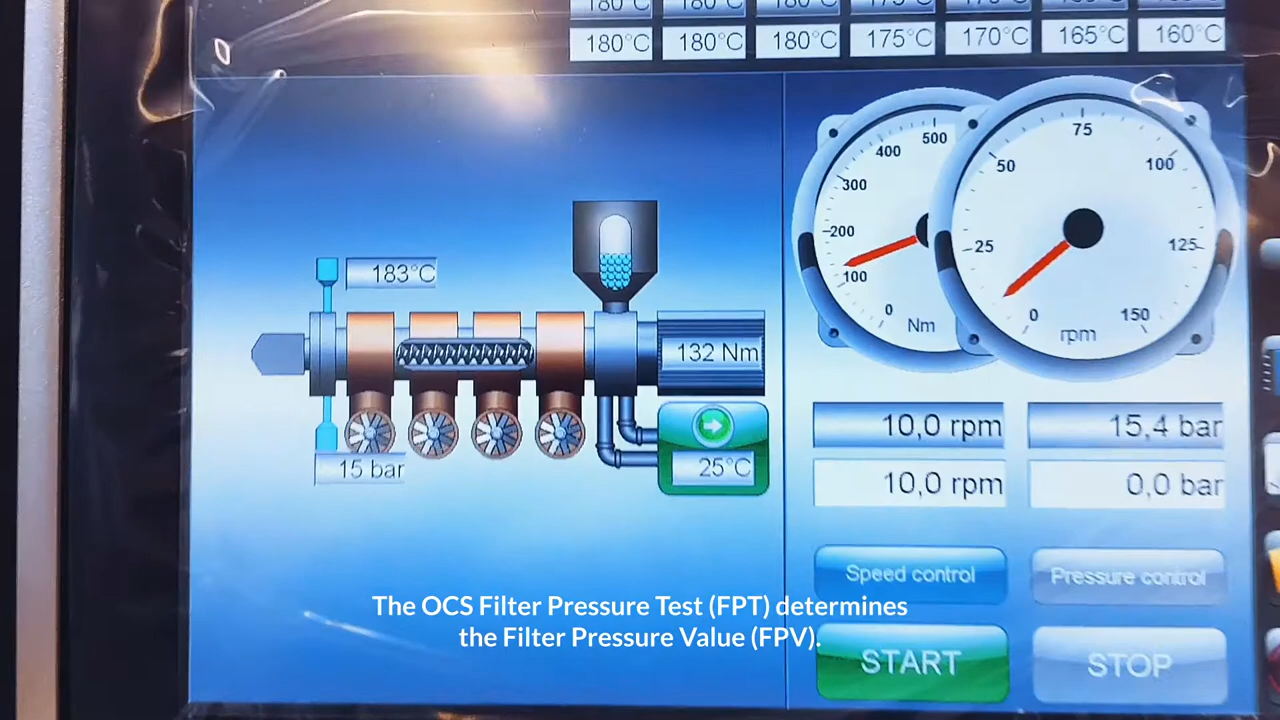 180°C 180°C 180°C 175°C 170°C 165°C 160°C
500
400
300
200
100
0
Nm
75
50
100
25
125
0
150
rpm
183°C
132 Nm
15 bar
25°C
10,0 rpm 15,4 bar
10,0 rpm 0,0 bar
Speed control Pressure control
The OCS Filter Pressure Test (FPT) determines
the Filter Pressure Value (FPV).
START STOP